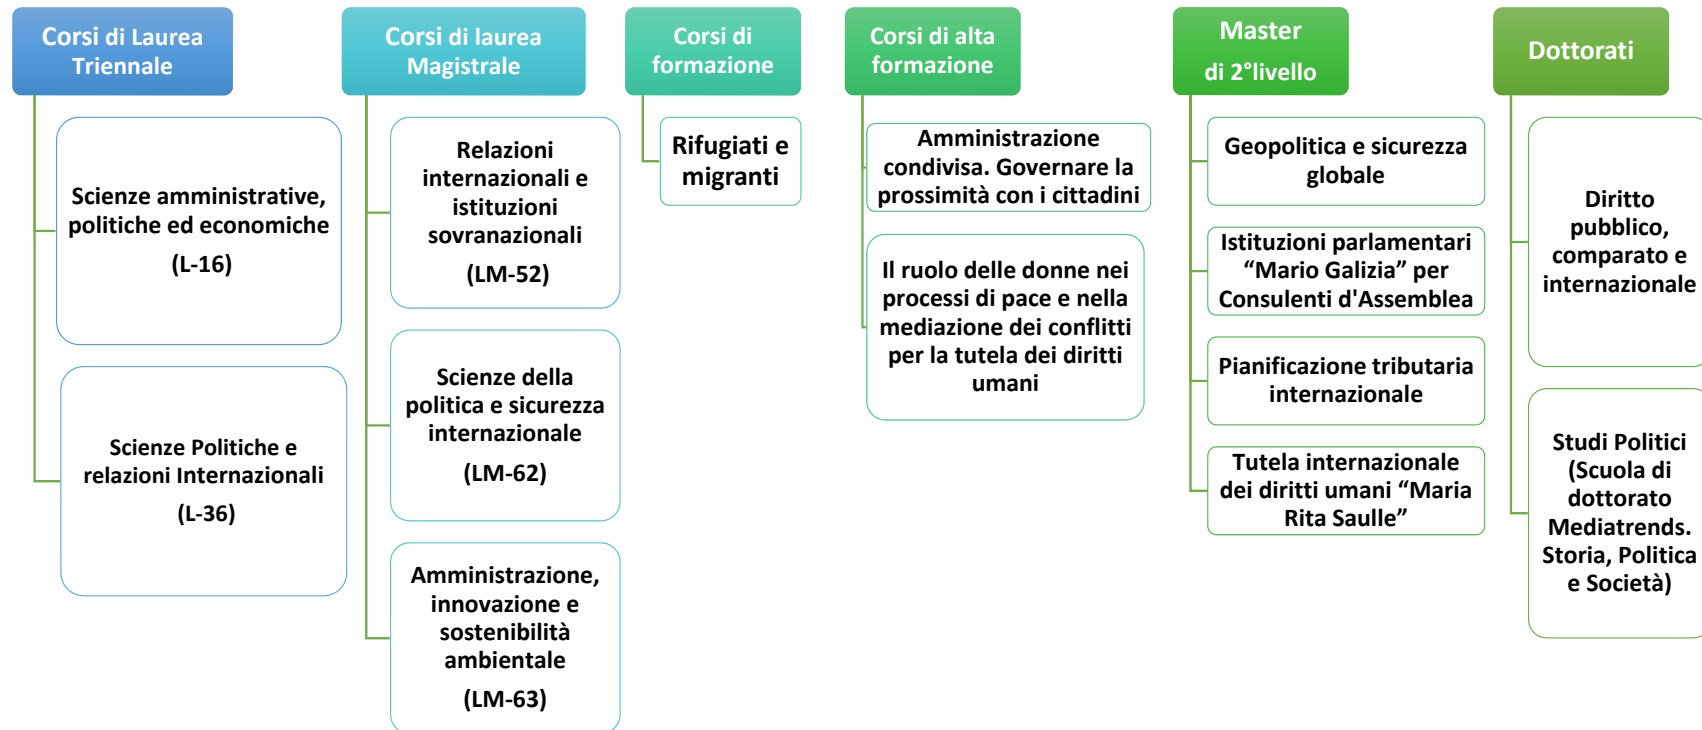 Corsi di Laurea
Triennale
Scienze amministrative,
politiche ed economiche
(L-16)
Scienze Politiche e
relazioni Internazionali
(L-36)
Corsi di laurea
Magistrale
Relazioni
internazionali e
istituzioni
sovranazionali
(LM-52)
Scienze della
politica e sicurezza
internazionale
(LM-62)
Amministrazione,
innovazione e
sostenibilità
ambientale
(LM-63)
Corsi di
formazione
Rifugiati e
migranti
Corsi di alta
formazione
Amministrazione
condivisa. Governare la
prossimità con i cittadini
Il ruolo delle donne nei
processi di pace e nella
mediazione dei conflitti
per la tutela dei diritti
umani
Master
di 2°livello
Geopolitica e sicurezza
globale
Istituzioni parlamentari
“Mario Galizia” per
Consulenti d'Assemblea
Pianificazione tributaria
internazionale
Tutela internazionale
dei diritti umani “Maria
Rita Saulle”
Dottorati
Diritto
pubblico,
comparato e
internazionale
Studi Politici
(Scuola di
dottorato
Mediatrends.
Storia, Politica
e Società)